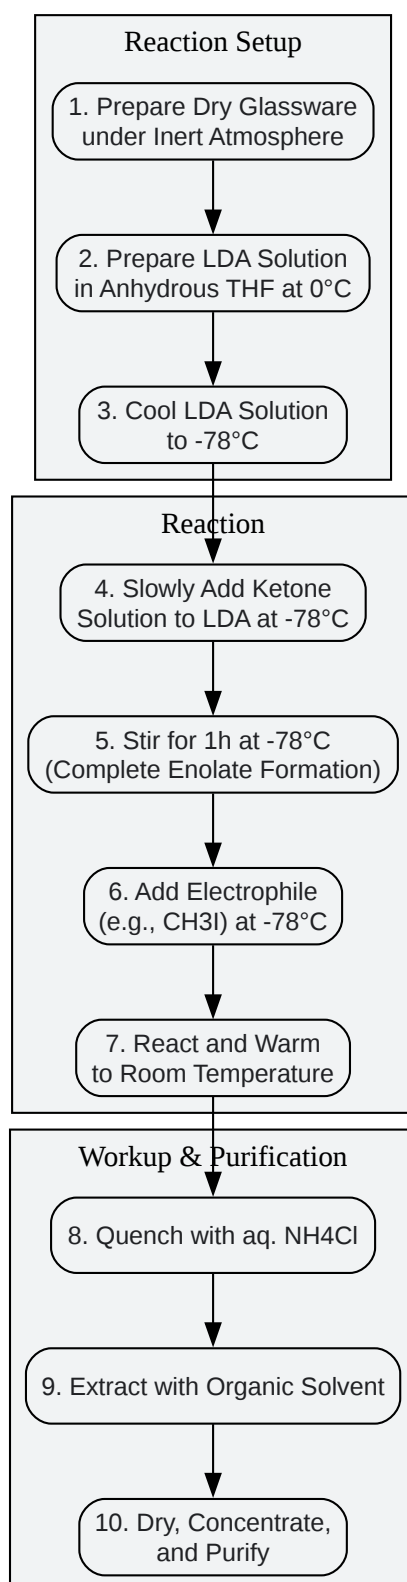 Reaction Setup
1. Prepare Dry Glassware
under Inert Atmosphere
2. Prepare LDA Solution
in Anhydrous THF at 0°C
3. Cool LDA Solution
to -78°C
Reaction
4. Slowly Add Ketone
Solution to LDA at -78°C
5. Stir for 1h at -78°C
(Complete Enolate Formation)
6. Add Electrophile
(e.g., CH3I) at -78°C
7. React and Warm
to Room Temperature
Workup & Purification
8. Quench with aq. NH4Cl
9. Extract with Organic Solvent
10. Dry, Concentrate,
and Purify